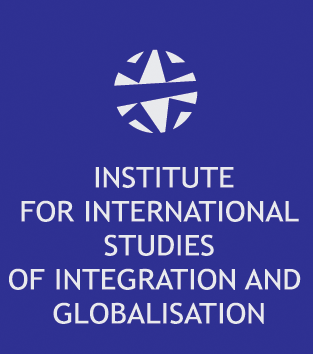 INSTITUTE
FOR INTERNATIONAL
STUDIES
OF INTEGRATION AND
GLOBALISATION